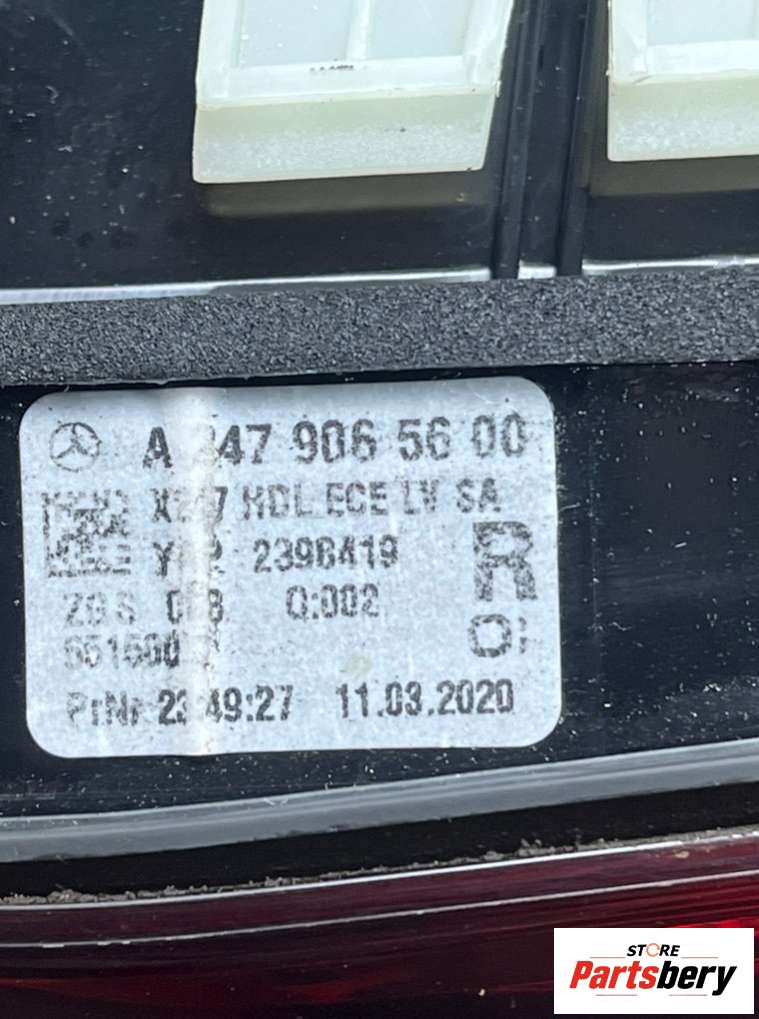 A 247 906 56 00
X247 HDL ECE LV SA
2398419
R
Q:002
PrNr 49:27 11.03.2020
STORE
Partsbery